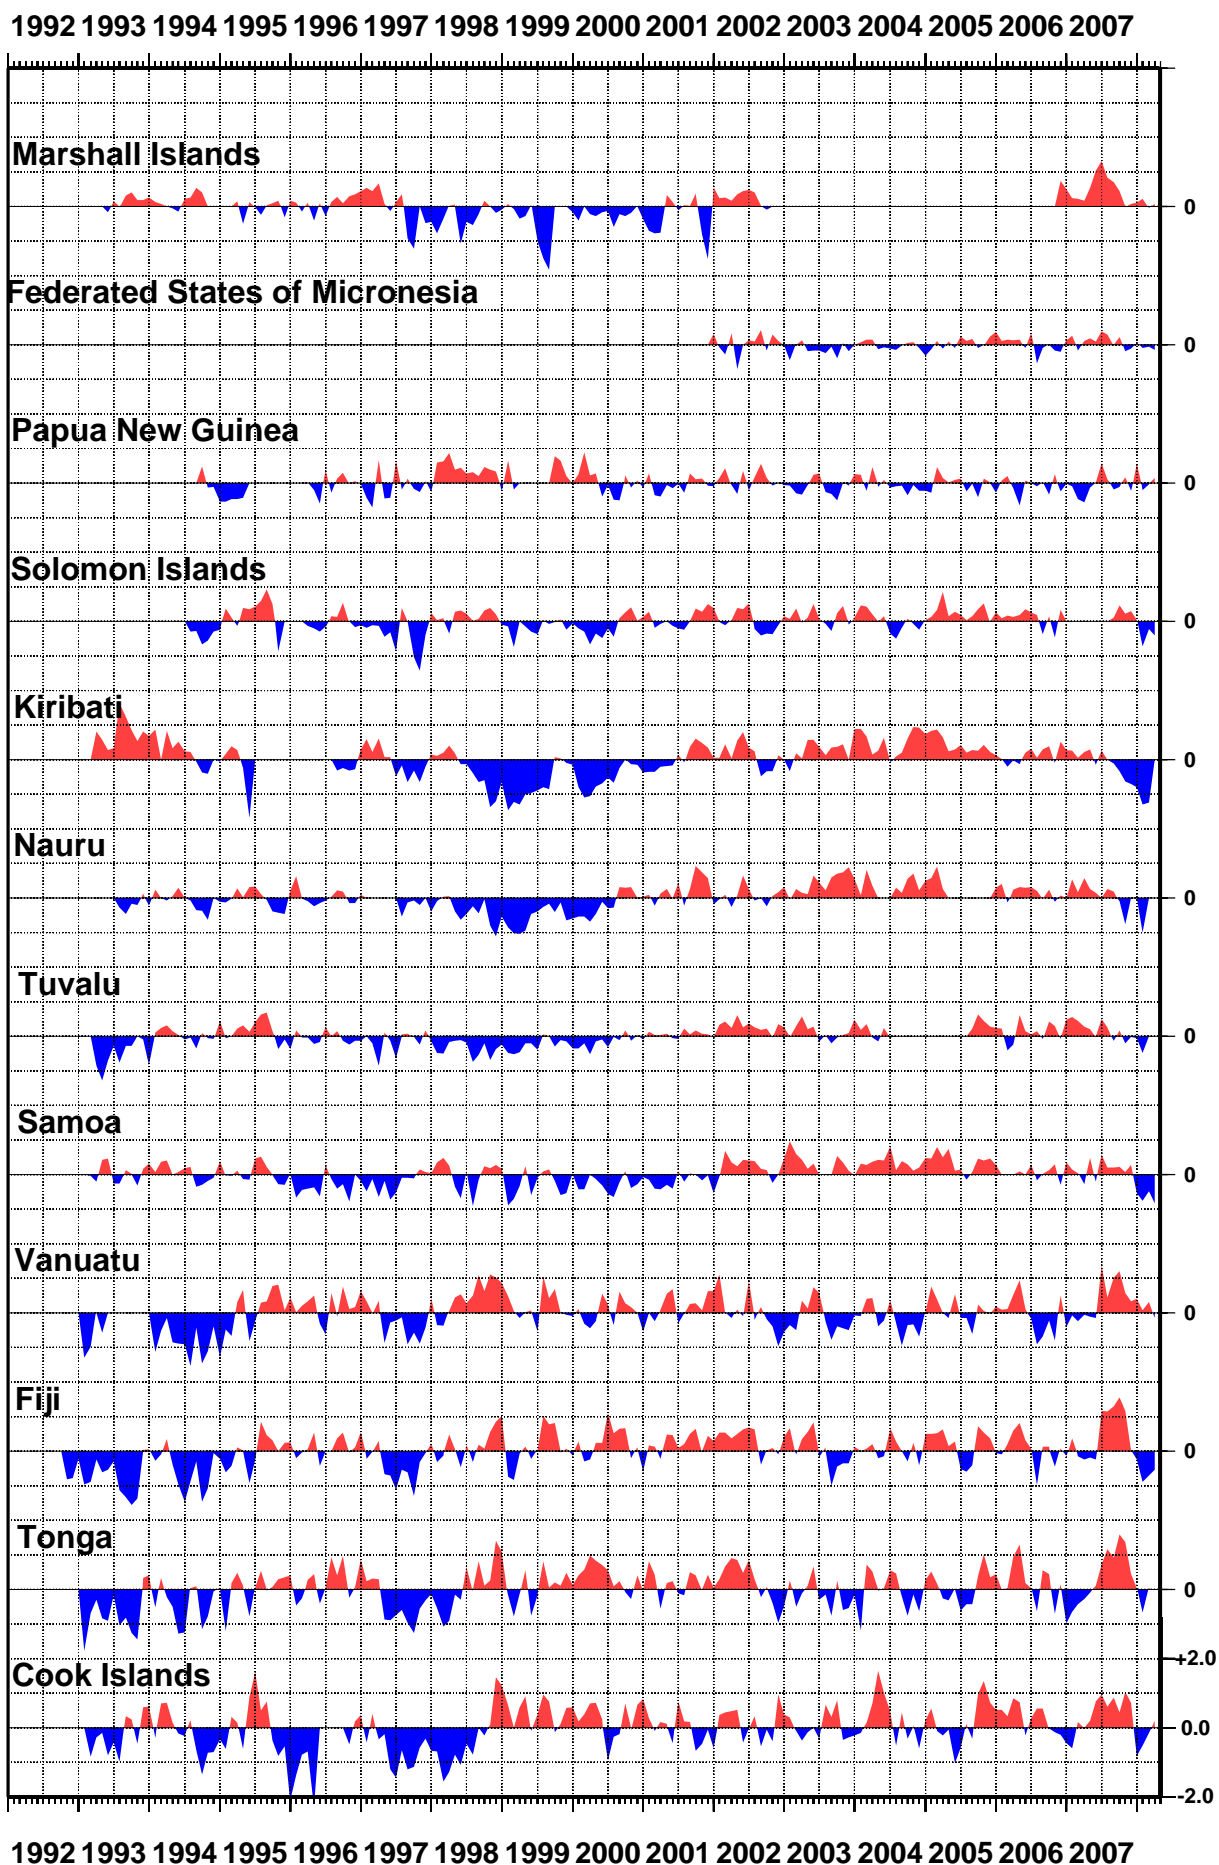 1992 1993 1994 1995 1996 1997 1998 1999 2000 2001 2002 2003 2004 2005 2006 2007
Marshall Islands
0
Federated States of Micronesia
0
Papua New Guinea
0
Solomon Islands
0
Kiribati
0
Nauru
0
Tuvalu
0
Samoa
0
Vanuatu
0
Fiji
0
Tonga
0
+2.0
Cook Islands
0.0
-2.0
1992 1993 1994 1995 1996 1997 1998 1999 2000 2001 2002 2003 2004 2005 2006 2007